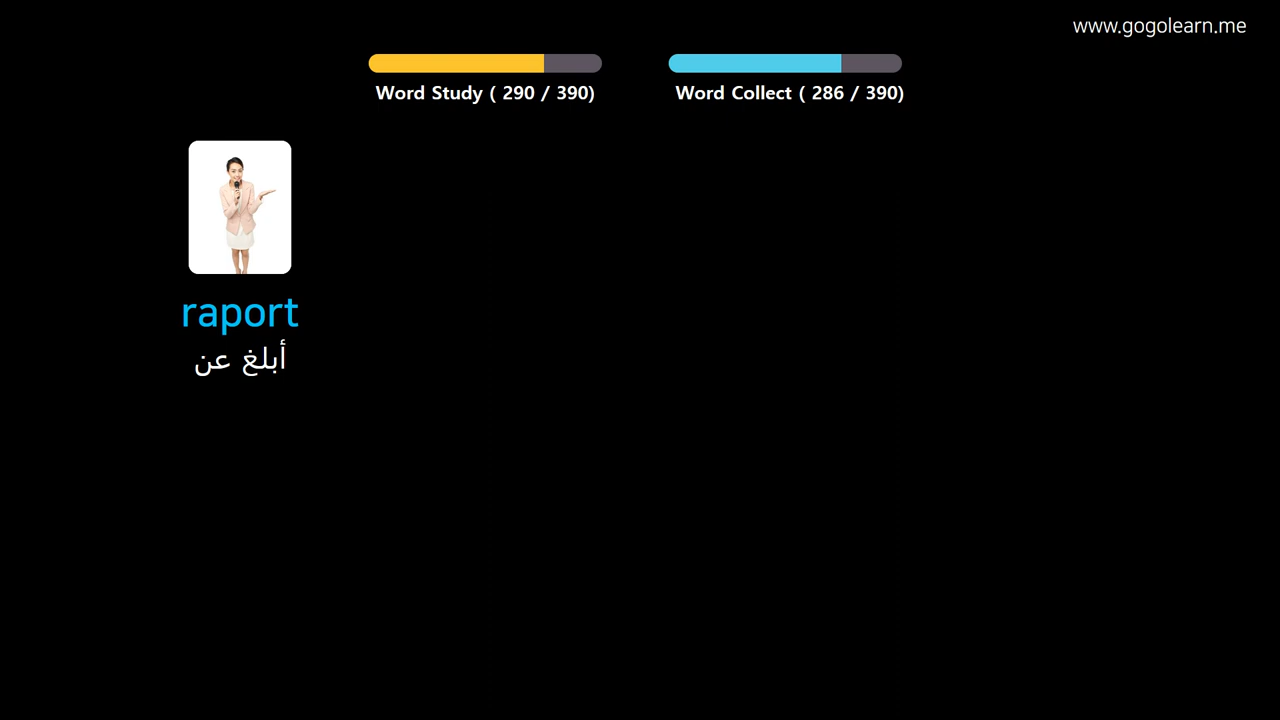 www.gogolearn.me
Word Study ( 290 / 390)
Word Collect ( 286 / 390)
raport
أبلغ عن